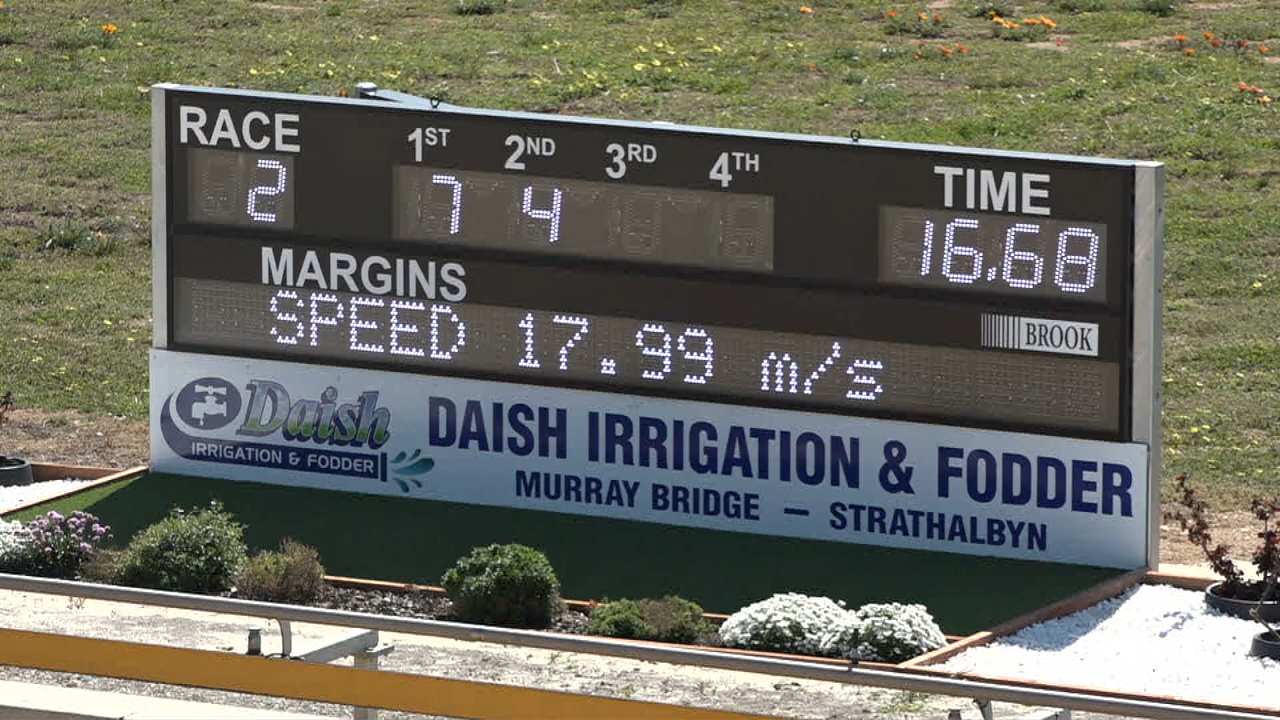 RACE 1ST 2ND 3RD 4TH TIME
2 7 4 16.68
MARGINS
SPEED 17.99 m/s
BROOK
Daish
IRRIGATION & FODDER
DAISH IRRIGATION & FODDER
MURRAY BRIDGE – STRATHALBYN